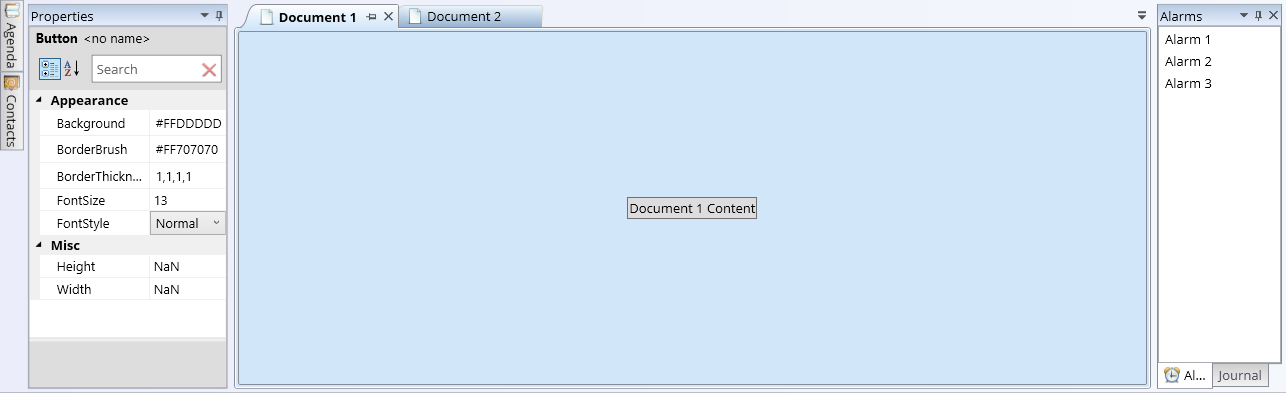 Agenda
Contacts
Properties
Button <no name>
A
Z
Search
Appearance
Background #FFDDDDD
BorderBrush #FF707070
BorderThickn... 1,1,1,1
FontSize 13
FontStyle Normal
Misc
Height NaN
Width NaN
Document 1
Document 2
Document 1 Content
Alarms
Alarm 1
Alarm 2
Alarm 3
Al...
Journal